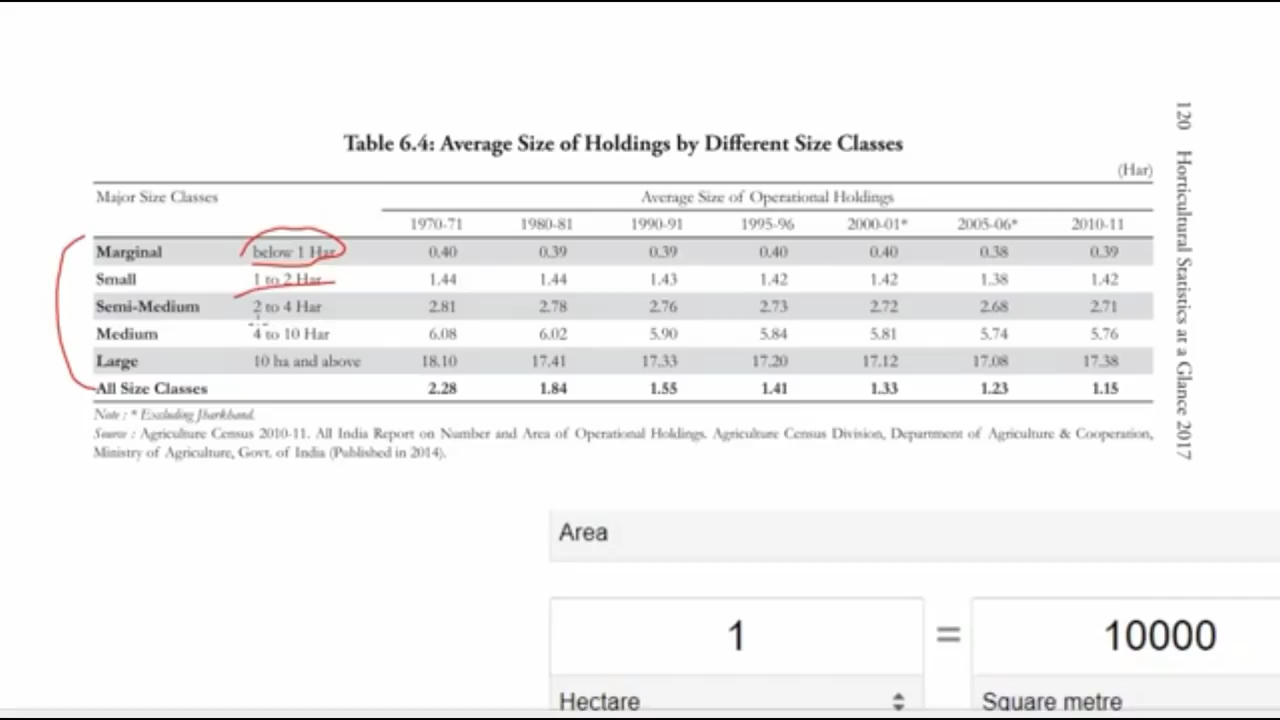 Table 6.4: Average Size of Holdings by Different Size Classes
(Har)
Major Size Classes Average Size of Operational Holdings
1970-71 1980-81 1990-91 1995-96 2000-01* 2005-06* 2010-11
Marginal below 1 Har 0.40 0.39 0.39 0.40 0.40 0.38 0.39
Small 1 to 2 Har 1.44 1.44 1.43 1.42 1.42 1.38 1.42
Semi-Medium 2 to 4 Har 2.81 2.78 2.76 2.73 2.72 2.68 2.71
Medium 4 to 10 Har 6.08 6.02 5.90 5.84 5.81 5.74 5.76
Large 10 ha and above 18.10 17.41 17.33 17.20 17.12 17.08 17.38
All Size Classes 2.28 1.84 1.55 1.41 1.33 1.23 1.15
Note : * Excluding Jharkhand.
Source : Agriculture Census 2010-11. All India Report on Number and Area of Operational Holdings. Agriculture Census Division, Department of Agriculture & Cooperation,
Ministry of Agriculture, Govt. of India (Published in 2014).
120 Horticultural Statistics at a Glance 2017
Area
1 = 10000
Hectare Square metre